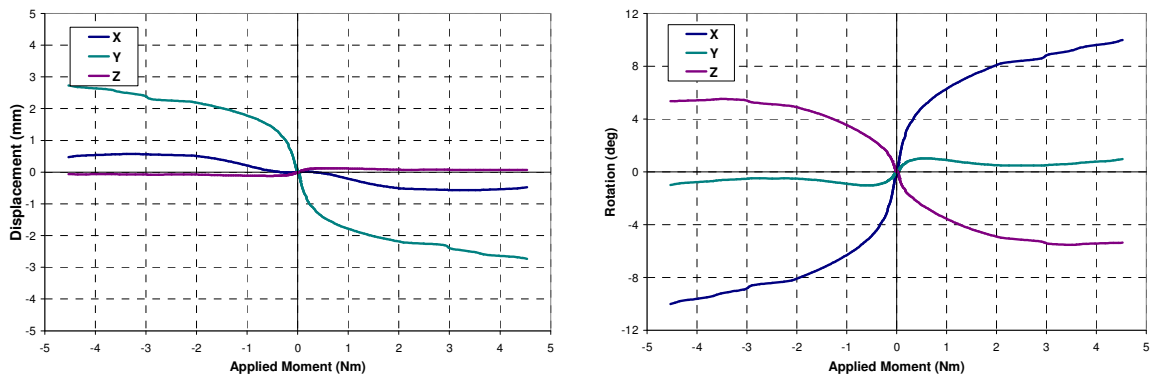 5
4
3
2
1
0
-1
-2
-3
-4
-5
Displacement (mm)
X
Y
Z
-5 -4 -3 -2 -1 0 1 2 3 4 5
Applied Moment (Nm)
12
8
4
0
-4
-8
-12
Rotation (deg)
X
Y
Z
-5 -4 -3 -2 -1 0 1 2 3 4 5
Applied Moment (Nm)